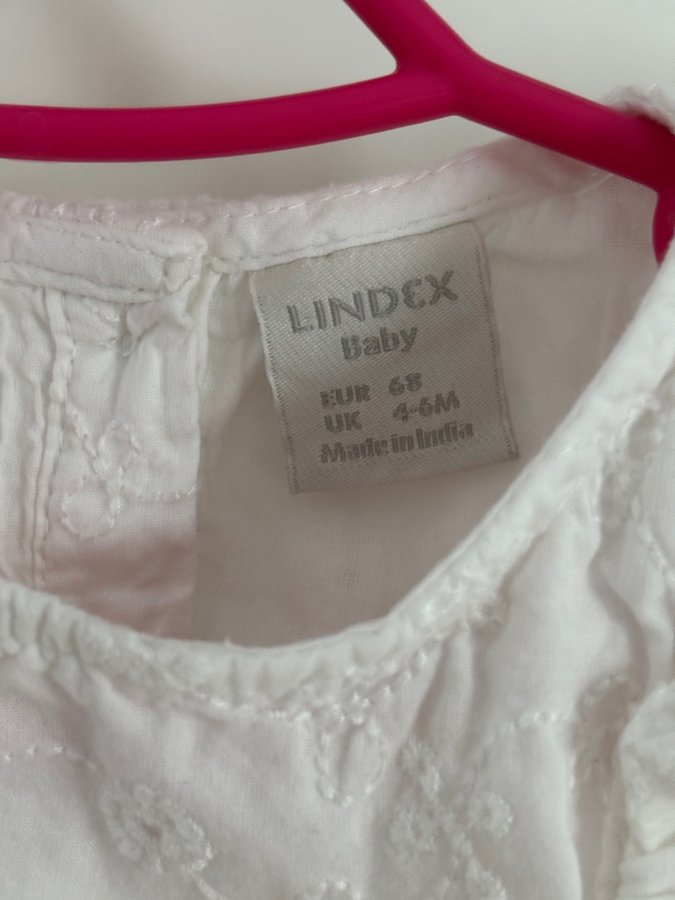 LINDEX
Baby
EUR 68
UK 4-6M
Made in India